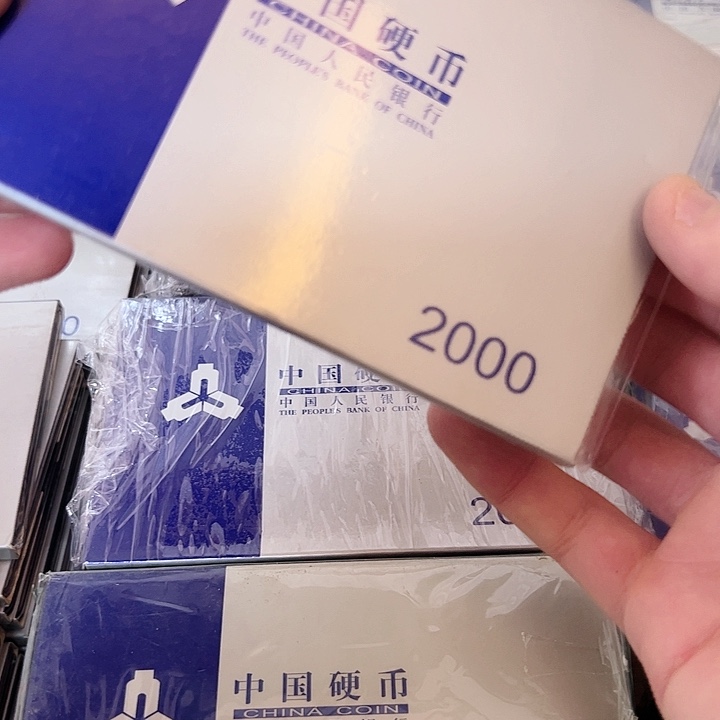 国硬币
CHINA COIN
中国人民银行
THE PEOPLE'S BANK OF CHINA
2000
中国硬
CHINA COIN
中国人民银行
THE PEOPLE'S BANK OF CHINA
20
中国硬币
CHINA COIN